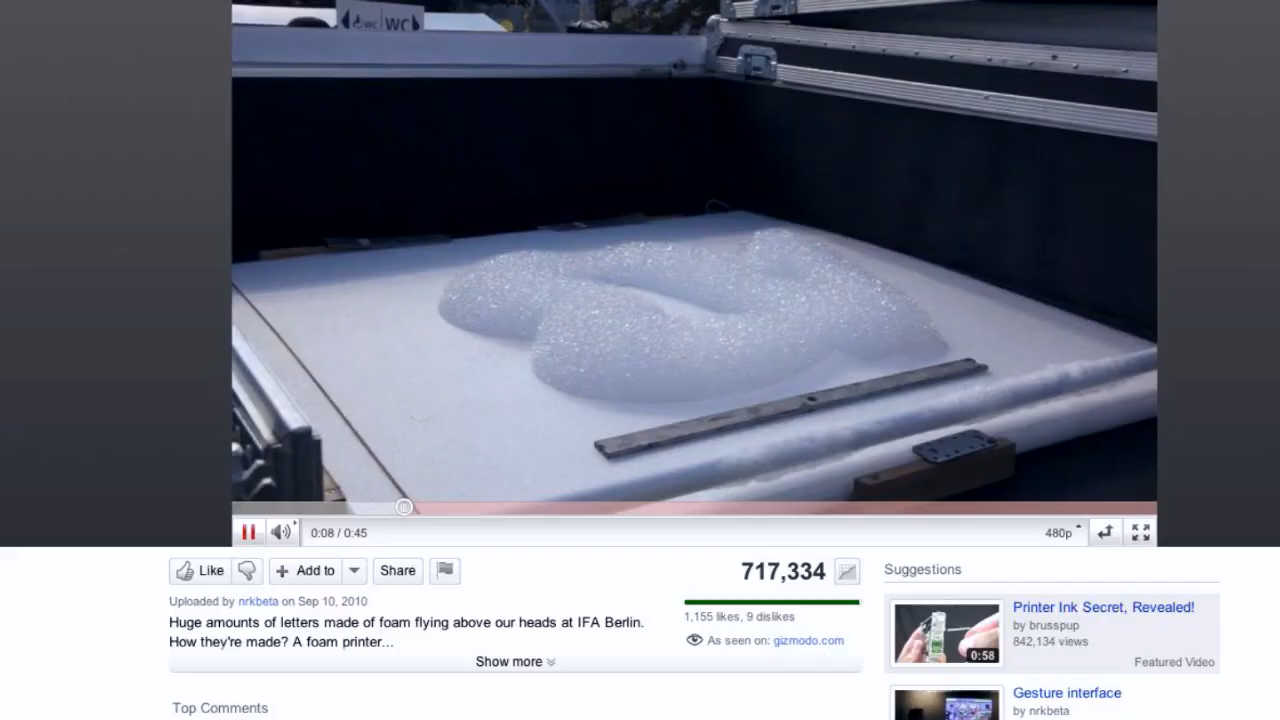 WC WC
0:08 / 0:45
480p
Like
Add to
Share
717,334
Suggestions
Uploaded by nrkbeta on Sep 10, 2010
1,155 likes, 9 dislikes
Huge amounts of letters made of foam flying above our heads at IFA Berlin.
How they're made? A foam printer...
As seen on: gizmodo.com
Show more
Printer Ink Secret, Revealed!
by brusspup
842,134 views
0:58
Featured Video
Top Comments
Gesture interface
by nrkbeta